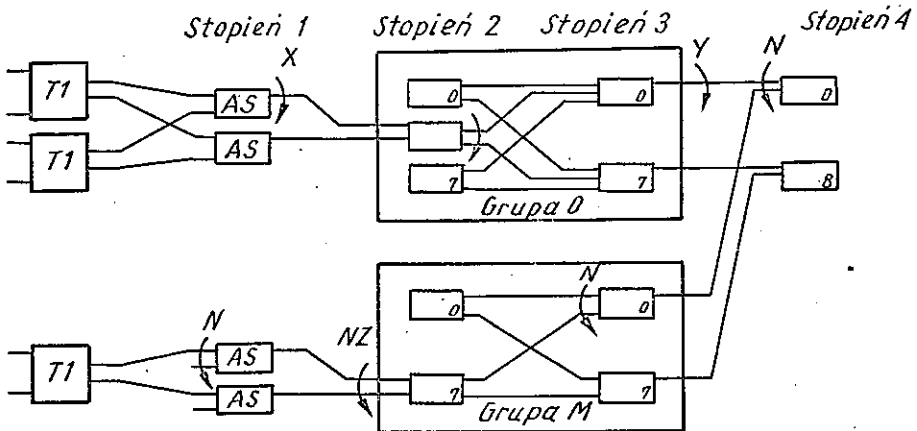 Stopień 1 Stopień 2 Stopień 3 Stopień 4
X Y N
T1 AS 0 0 0
AS
T1 7 7 8
Grupa 0
N NZ N
T1 AS 0 0
AS 7 7
Grupa M